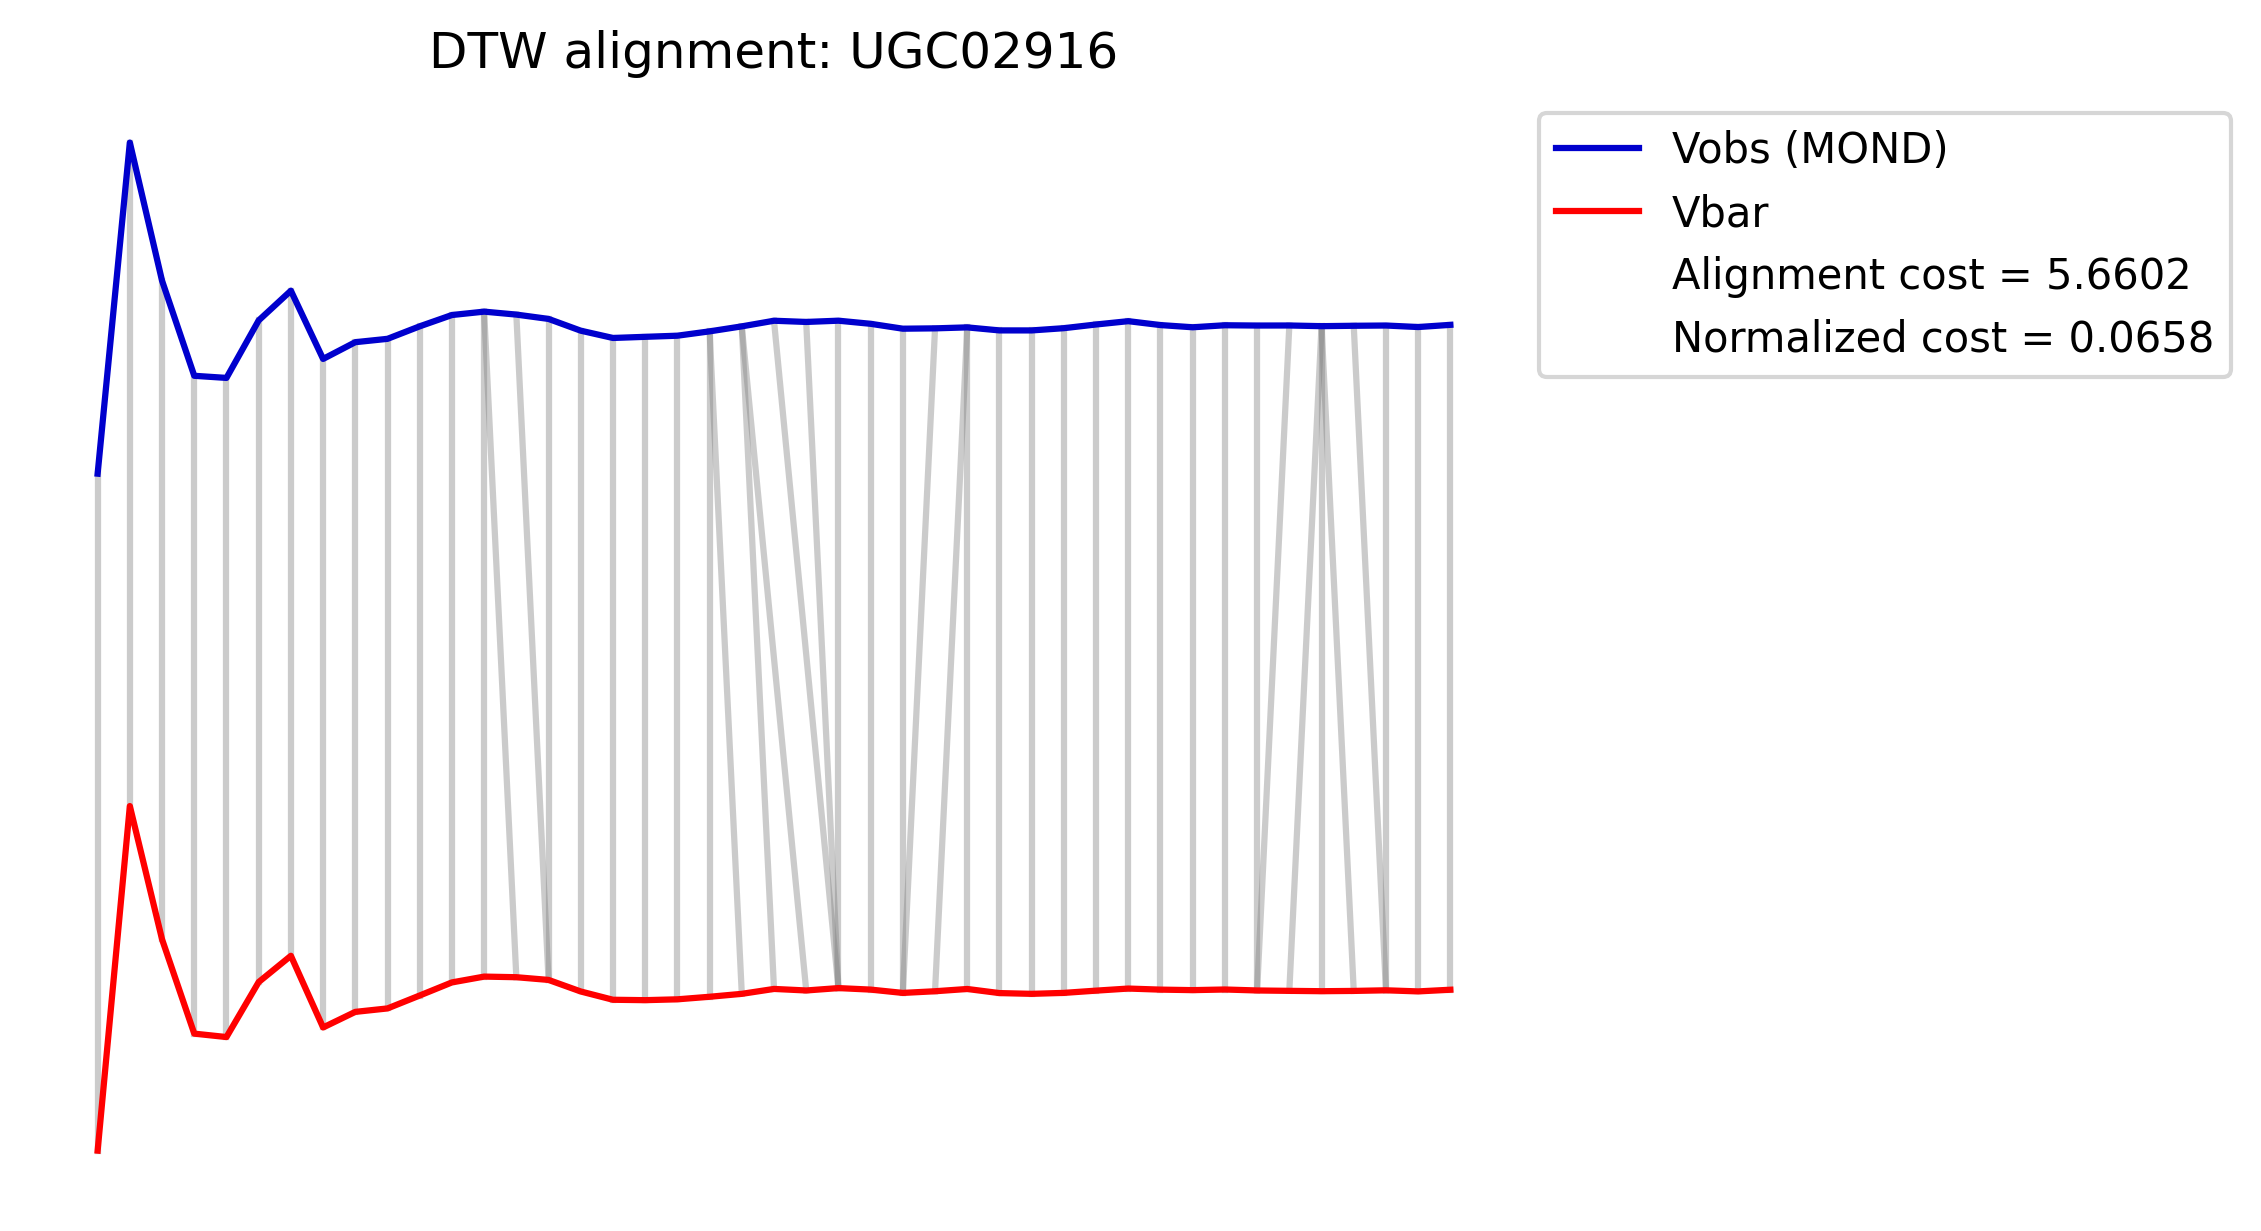 DTW alignment: UGC02916
Vobs (MOND)
Vbar
Alignment cost = 5.6602
Normalized cost = 0.0658